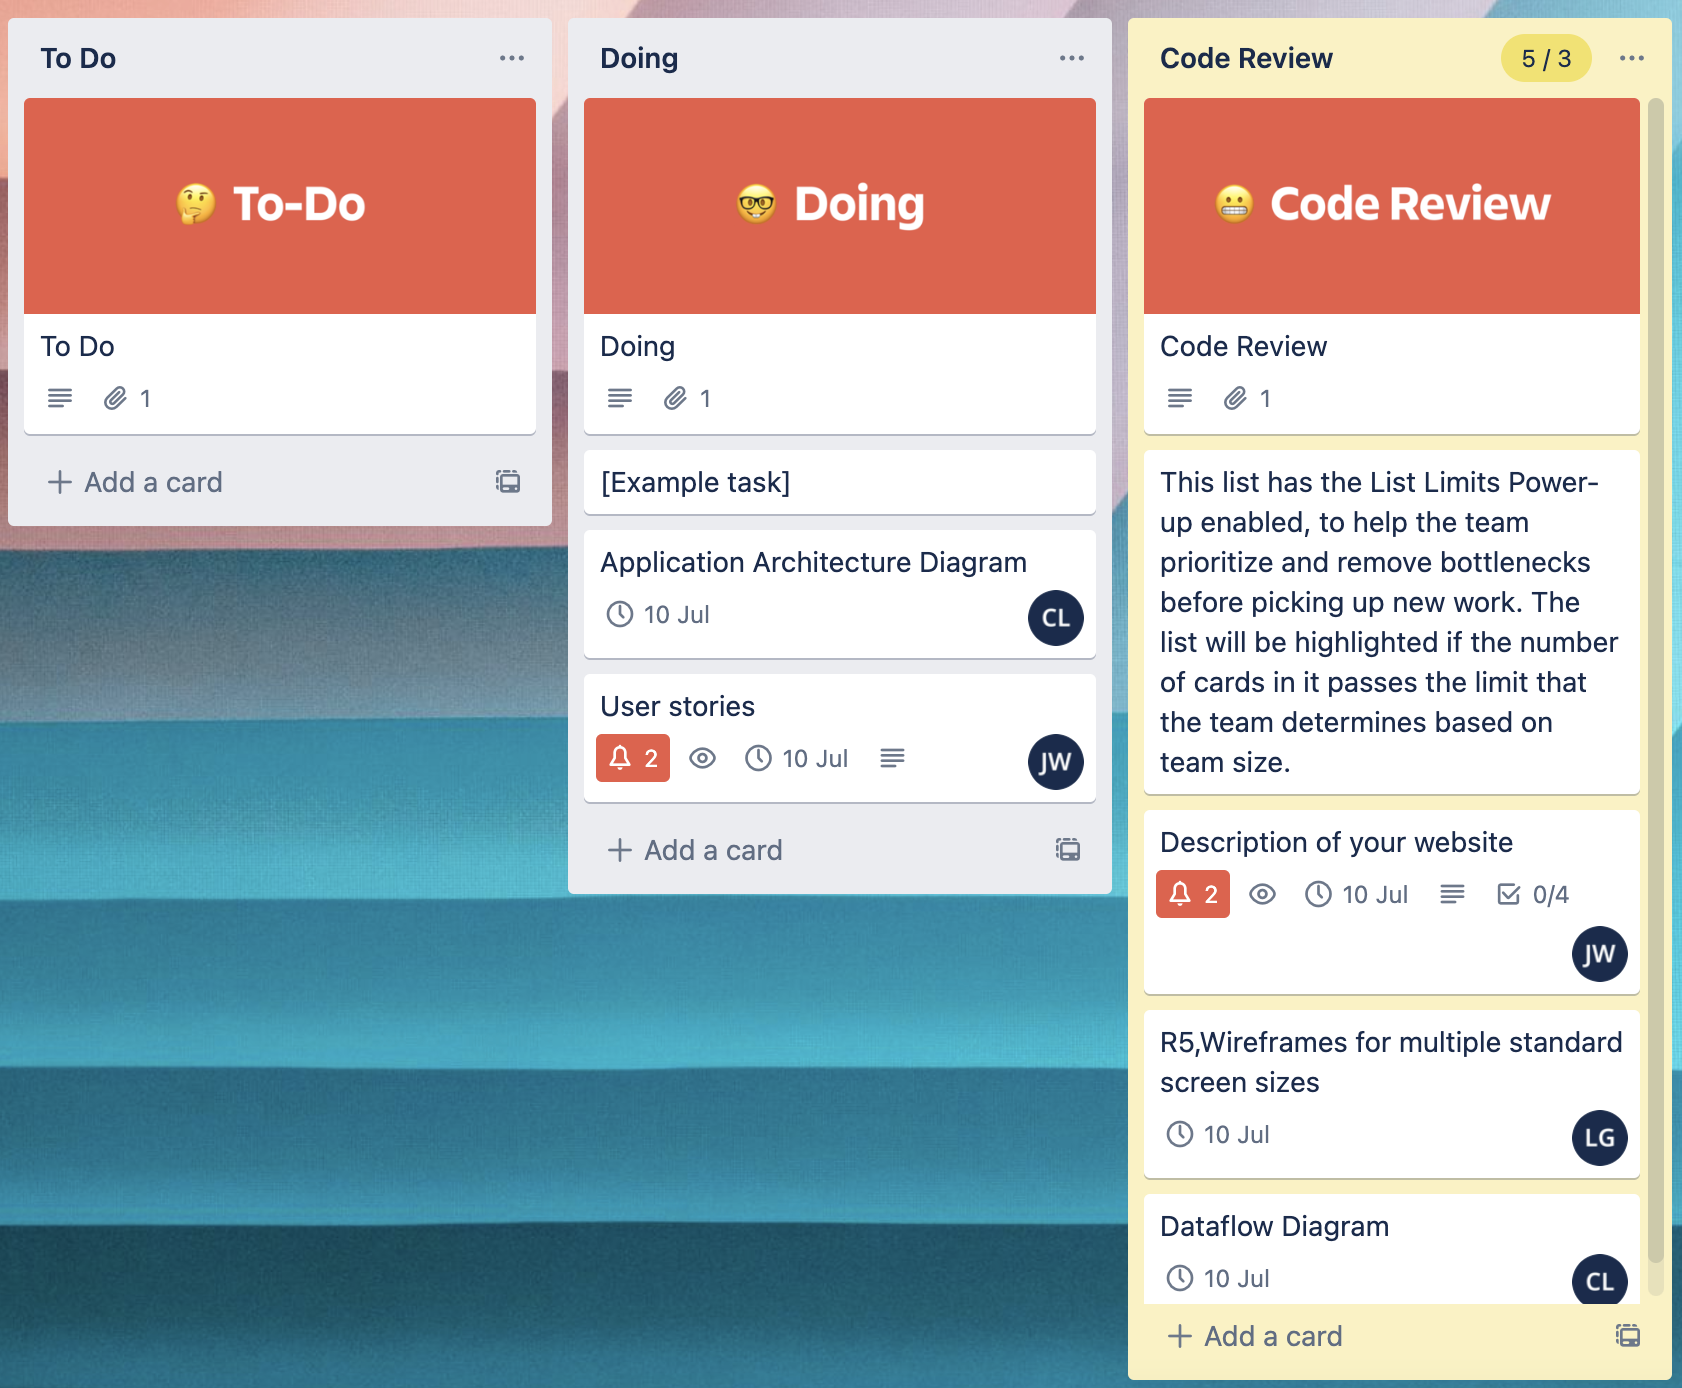 To Do
🤔 To-Do
To Do
1
+ Add a card
Doing
🤓 Doing
Doing
1
[Example task]
Application Architecture Diagram
10 Jul
CL
User stories
2
10 Jul
JW
+ Add a card
Code Review
5 / 3
😬 Code Review
Code Review
1
This list has the List Limits Power-
up enabled, to help the team
prioritize and remove bottlenecks
before picking up new work. The
list will be highlighted if the number
of cards in it passes the limit that
the team determines based on
team size.
Description of your website
2
10 Jul
0/4
JW
R5,Wireframes for multiple standard
screen sizes
10 Jul
LG
Dataflow Diagram
10 Jul
CL
+ Add a card